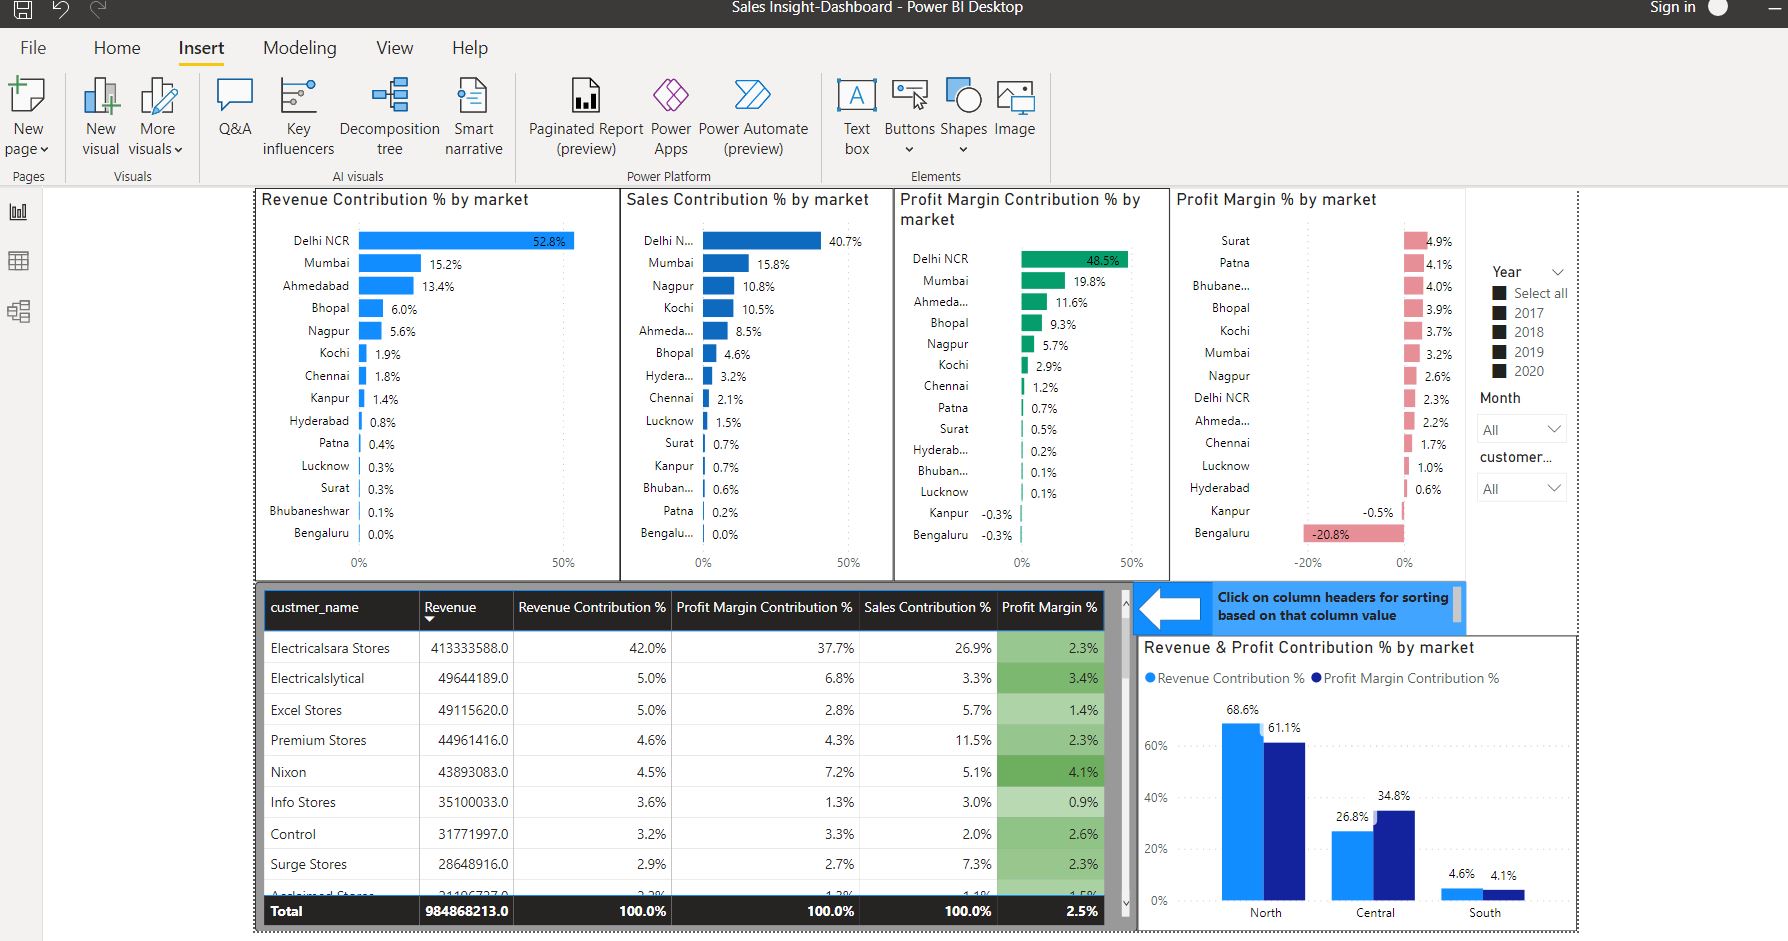 Sales Insight-Dashboard - Power BI Desktop
Sign in
File Home Insert Modeling View Help
New page
New visual
More visuals
Q&A
Key influencers
Decomposition tree
Smart narrative
Paginated Report (preview)
Power Apps
Power Automate (preview)
Text box
Buttons
Shapes
Image
Pages Visuals AI visuals Power Platform Elements
Revenue Contribution % by market
Delhi NCR 52.8%
Mumbai 15.2%
Ahmedabad 13.4%
Bhopal 6.0%
Nagpur 5.6%
Kochi 1.9%
Chennai 1.8%
Kanpur 1.4%
Hyderabad 0.8%
Patna 0.4%
Lucknow 0.3%
Surat 0.3%
Bhubaneshwar 0.1%
Bengaluru 0.0%
0% 50%
Sales Contribution % by market
Delhi N... 40.7%
Mumbai 15.8%
Nagpur 10.8%
Kochi 10.5%
Ahmeda... 8.5%
Bhopal 4.6%
Hydera... 3.2%
Chennai 2.1%
Lucknow 1.5%
Surat 0.7%
Kanpur 0.7%
Bhuban... 0.6%
Patna 0.2%
Bengalu... 0.0%
0% 50%
Profit Margin Contribution % by
market
Delhi NCR 48.5%
Mumbai 19.8%
Ahmeda... 11.6%
Bhopal 9.3%
Nagpur 5.7%
Kochi 2.9%
Chennai 1.2%
Patna 0.7%
Surat 0.5%
Hyderab... 0.2%
Bhuban... 0.1%
Lucknow 0.1%
Kanpur -0.3%
Bengaluru -0.3%
0% 50%
Profit Margin % by market
Surat 4.9%
Patna 4.1%
Bhubane... 4.0%
Bhopal 3.9%
Kochi 3.7%
Mumbai 3.2%
Nagpur 2.6%
Delhi NCR 2.3%
Ahmeda... 2.2%
Chennai 1.7%
Lucknow 1.0%
Hyderabad 0.6%
Kanpur -0.5%
Bengaluru -20.8%
-20% 0%
Year
Select all
2017
2018
2019
2020
Month
All
customer...
All
custmer_name Revenue Revenue Contribution % Profit Margin Contribution % Sales Contribution % Profit Margin %
Electricalsara Stores 413333588.0 42.0% 37.7% 26.9% 2.3%
Electricalslytical 49644189.0 5.0% 6.8% 3.3% 3.4%
Excel Stores 49115620.0 5.0% 2.8% 5.7% 1.4%
Premium Stores 44961416.0 4.6% 4.3% 11.5% 2.3%
Nixon 43893083.0 4.5% 7.2% 5.1% 4.1%
Info Stores 35100033.0 3.6% 1.3% 3.0% 0.9%
Control 31771997.0 3.2% 3.3% 2.0% 2.6%
Surge Stores 28648916.0 2.9% 2.7% 7.3% 2.3%
Total 984868213.0 100.0% 100.0% 100.0% 2.5%
Click on column headers for sorting
based on that column value
Revenue & Profit Contribution % by market
Revenue Contribution % Profit Margin Contribution %
68.6%
61.1%
60%
40%
34.8%
26.8%
20%
4.6% 4.1%
0%
North Central South